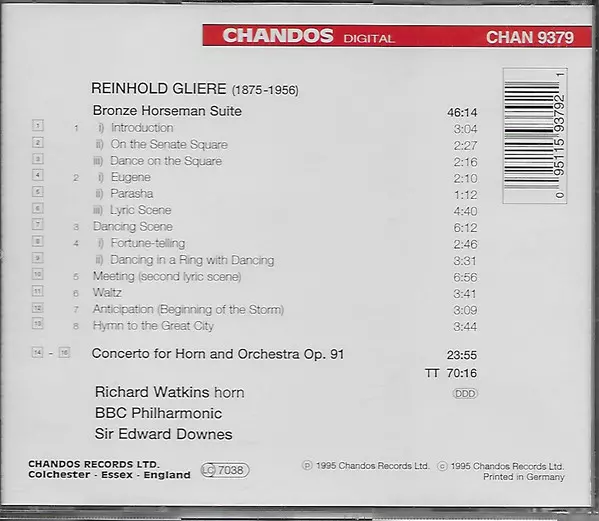 CHANDOS DIGITAL CHAN 9379
REINHOLD GLIERE (1875-1956)
Bronze Horseman Suite 46:14
1 1 i) Introduction 3:04
2 ii) On the Senate Square 2:27
3 iii) Dance on the Square 2:16
4 2 i) Eugene 2:10
5 ii) Parasha 1:12
6 iii) Lyric Scene 4:40
7 3 Dancing Scene 6:12
8 4 i) Fortune-telling 2:46
9 ii) Dancing in a Ring with Dancing 3:31
10 5 Meeting (second lyric scene) 6:56
11 6 Waltz 3:41
12 7 Anticipation (Beginning of the Storm) 3:09
13 8 Hymn to the Great City 3:44
14 - 16 Concerto for Horn and Orchestra Op. 91 23:55
TT 70:16
Richard Watkins horn DDD
BBC Philharmonic
Sir Edward Downes
CHANDOS RECORDS LTD.
Colchester - Essex - England
LC 7038
℗ 1995 Chandos Records Ltd. © 1995 Chandos Records Ltd.
Printed in Germany
0 95115 93792 1